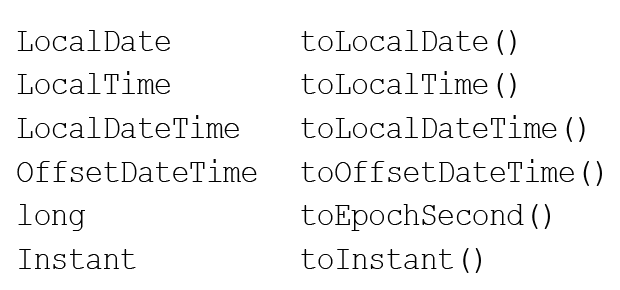 LocalDate toLocalDate()
LocalTime toLocalTime()
LocalDateTime toLocalDateTime()
OffsetDateTime toOffsetDateTime()
long toEpochSecond()
Instant toInstant()